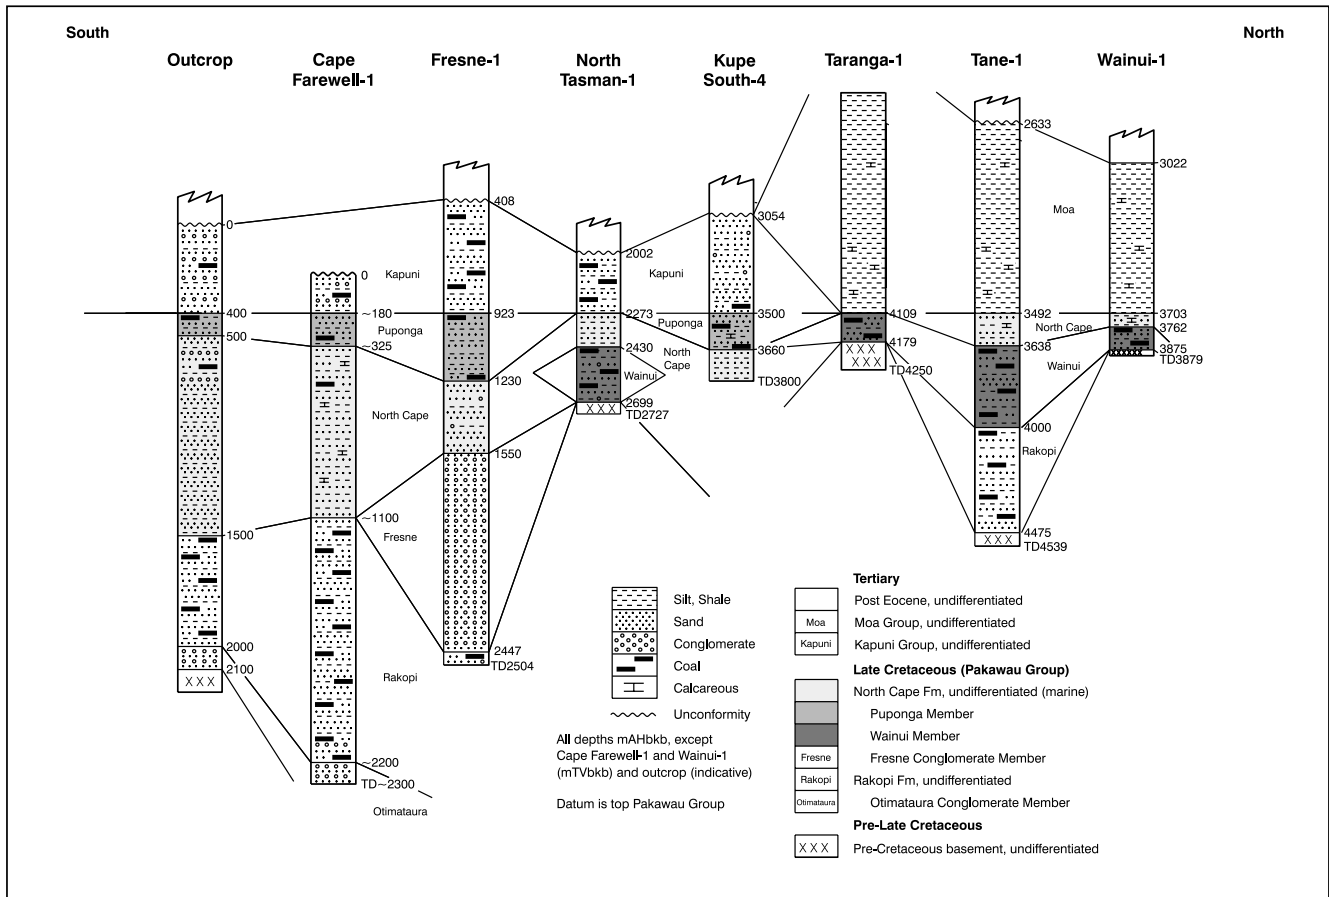 South
North
Outcrop
Cape
Farewell-1
Fresne-1
North
Tasman-1
Kupe
South-4
Taranga-1
Tane-1
Wainui-1
0
400
500
1500
2000
2100
X X X
0
~180
~325
~1100
~2200
TD~2300
Kapuni
Puponga
North Cape
Fresne
Rakopi
Otimataura
408
923
1230
1550
2447
TD2504
2002
2273
2430
2699
TD2727
X X X
Kapuni
Puponga
North
Cape
Wainui
3054
3500
3660
TD3800
4109
4179
TD4250
X X X
X X X
2633
3492
3638
4000
4475
TD4539
X X X
Moa
North Cape
Wainui
Rakopi
3022
3703
3762
3875
TD3879
Silt, Shale
Sand
Conglomerate
Coal
Calcareous
Unconformity
All depths mAHbkb, except
Cape Farewell-1 and Wainui-1
(mTVbkb) and outcrop (indicative)
Datum is top Pakawau Group
Tertiary
Post Eocene, undifferentiated
Moa
Moa Group, undifferentiated
Kapuni
Kapuni Group, undifferentiated
Late Cretaceous (Pakawau Group)
North Cape Fm, undifferentiated (marine)
Puponga Member
Wainui Member
Fresne
Fresne Conglomerate Member
Rakopi
Rakopi Fm, undifferentiated
Otimataura
Otimataura Conglomerate Member
Pre-Late Cretaceous
X X X
Pre-Cretaceous basement, undifferentiated